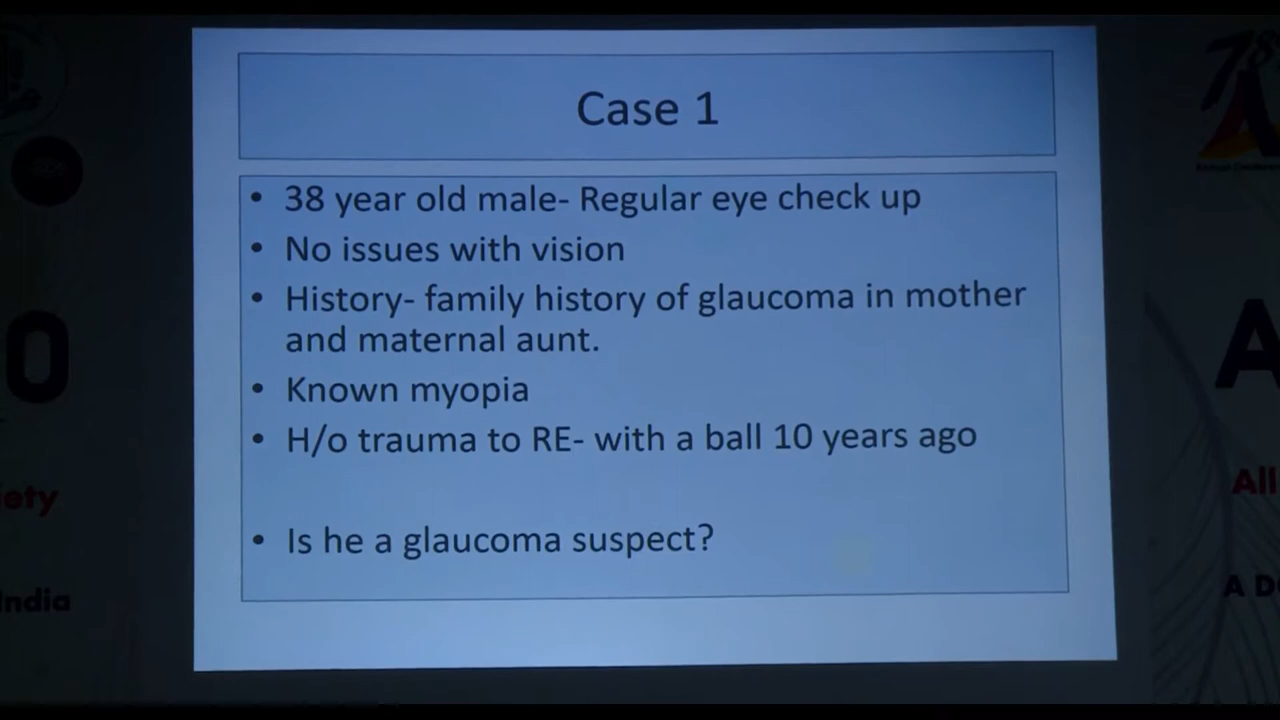 Case 1
• 38 year old male- Regular eye check up
• No issues with vision
• History- family history of glaucoma in mother
and maternal aunt.
• Known myopia
• H/o trauma to RE- with a ball 10 years ago
• Is he a glaucoma suspect?
India
All